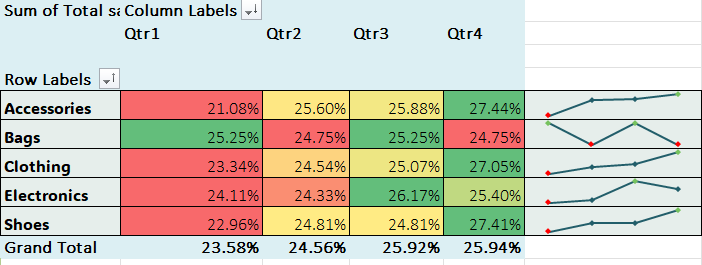 Sum of Total sa Column Labels
Qtr1 Qtr2 Qtr3 Qtr4
Row Labels
Accessories 21.08% 25.60% 25.88% 27.44%
Bags 25.25% 24.75% 25.25% 24.75%
Clothing 23.34% 24.54% 25.07% 27.05%
Electronics 24.11% 24.33% 26.17% 25.40%
Shoes 22.96% 24.81% 24.81% 27.41%
Grand Total 23.58% 24.56% 25.92% 25.94%